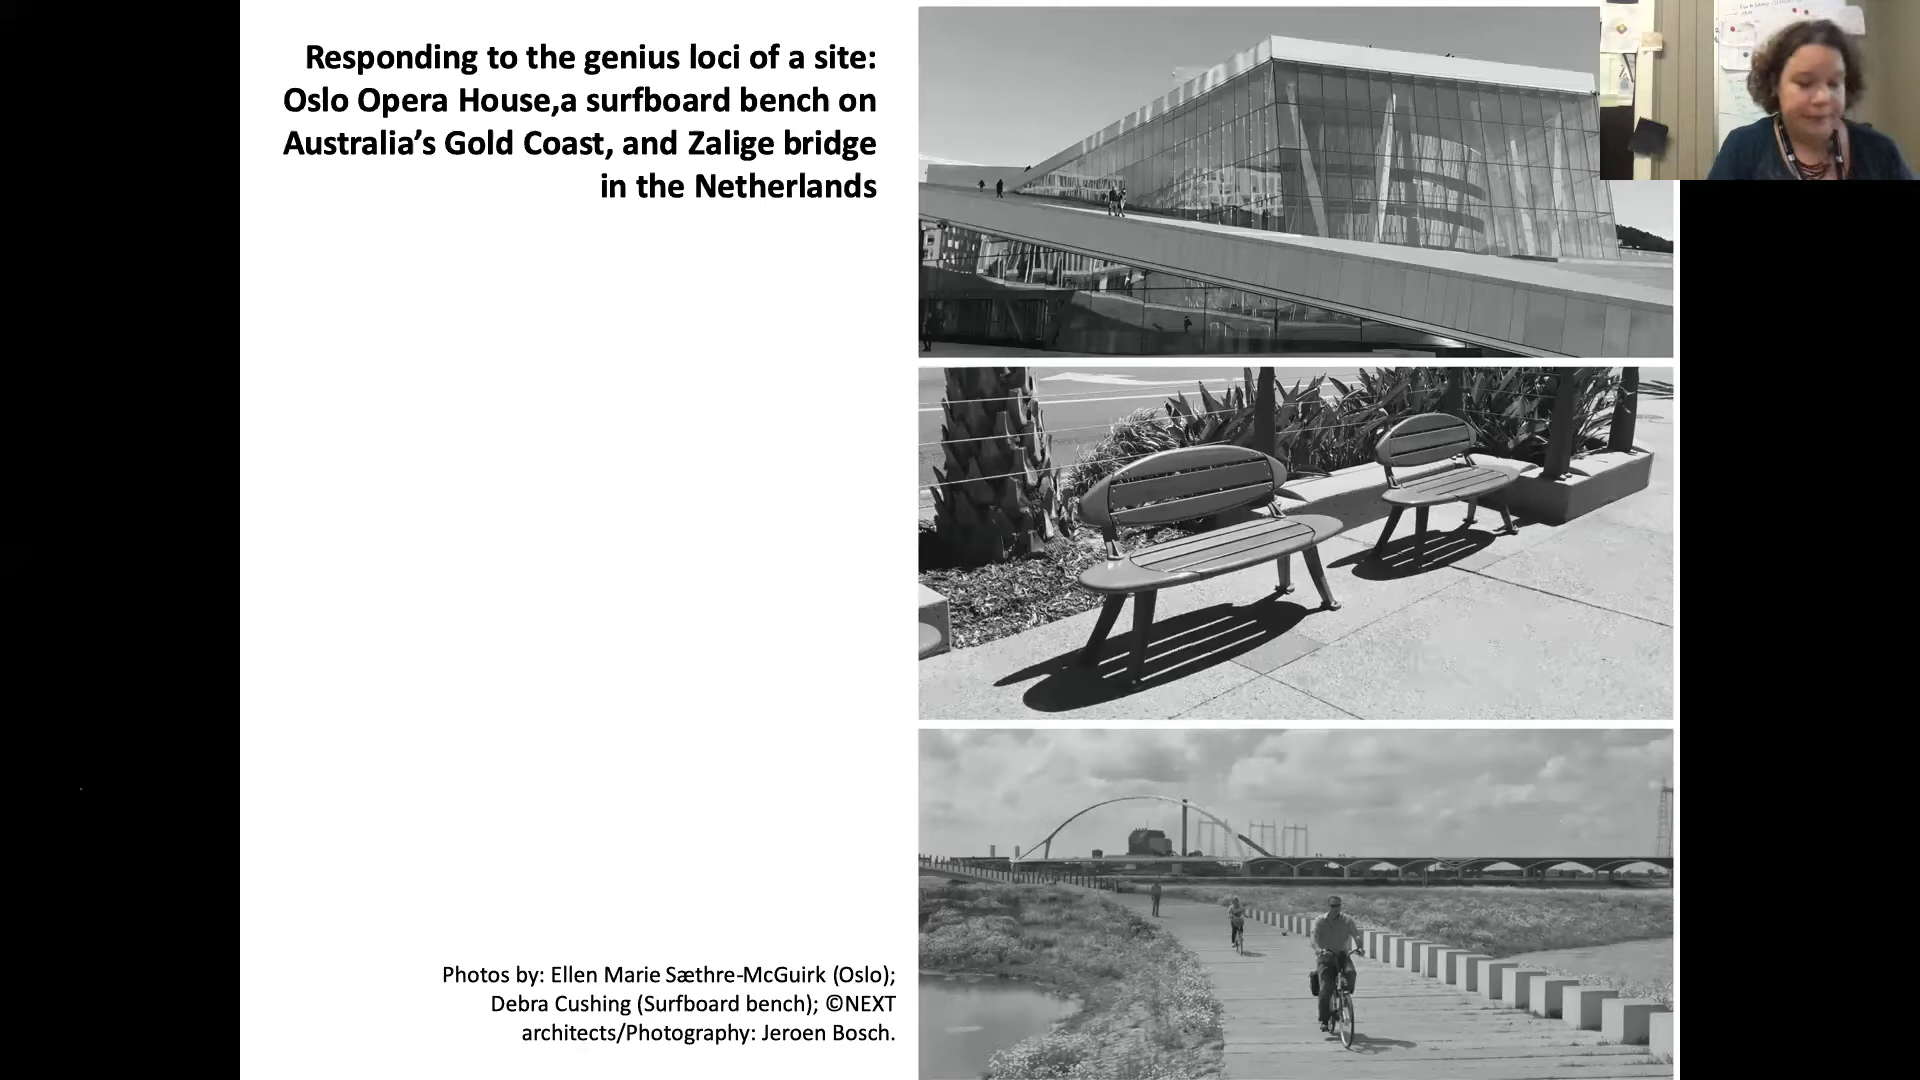 Responding to the genius loci of a site:
Oslo Opera House,a surfboard bench on
Australia’s Gold Coast, and Zalige bridge
in the Netherlands
Photos by: Ellen Marie Sæthre-McGuirk (Oslo);
Debra Cushing (Surfboard bench); ©NEXT
architects/Photography: Jeroen Bosch.